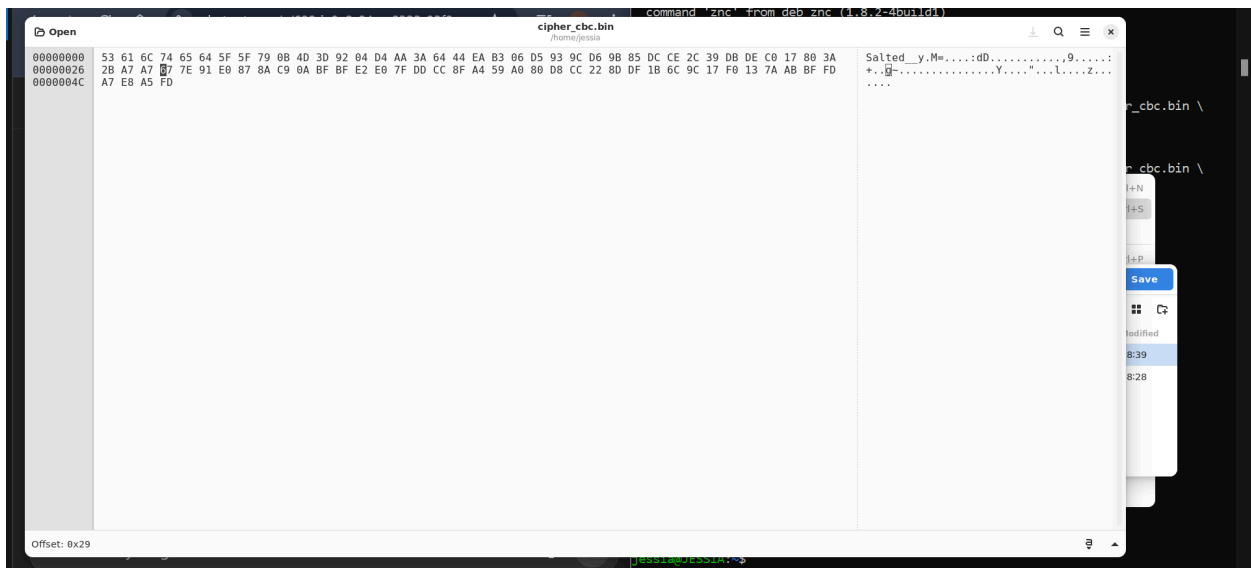 command 'znc' from deb znc (1.8.2-4build1)
Open
cipher_cbc.bin
/home/jessia
00000000 53 61 6C 74 65 64 5F 5F 79 0B 4D 3D 92 04 D4 AA 3A 64 44 EA B3 06 D5 93 9C D6 9B 85 DC CE 2C 39 DB DE C0 17 80 3A Salted__y.M=....:dD...........,9.....:
00000026 2B A7 A7 67 7E 91 E0 87 8A C9 0A BF BF E2 E0 7F DD CC 8F A4 59 A0 80 D8 CC 22 8D DF 1B 6C 9C 17 F0 13 7A AB BF FD +..g~...............Y...."...l....z...
0000004C A7 E8 A5 FD ....
r_cbc.bin \
r_cbc.bin \
l+N
l+S
l+P
Save
Modified
8:39
8:28
Offset: 0x29
jessia@JESSIA:~$